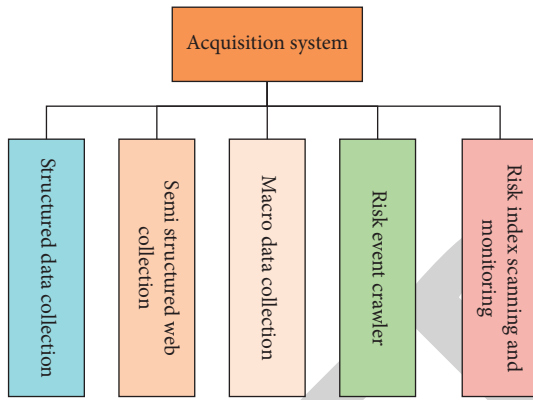 Acquisition system
Structured data collection
Semi structured web
collection
Macro data collection
Risk event crawler
Risk index scanning and
monitoring